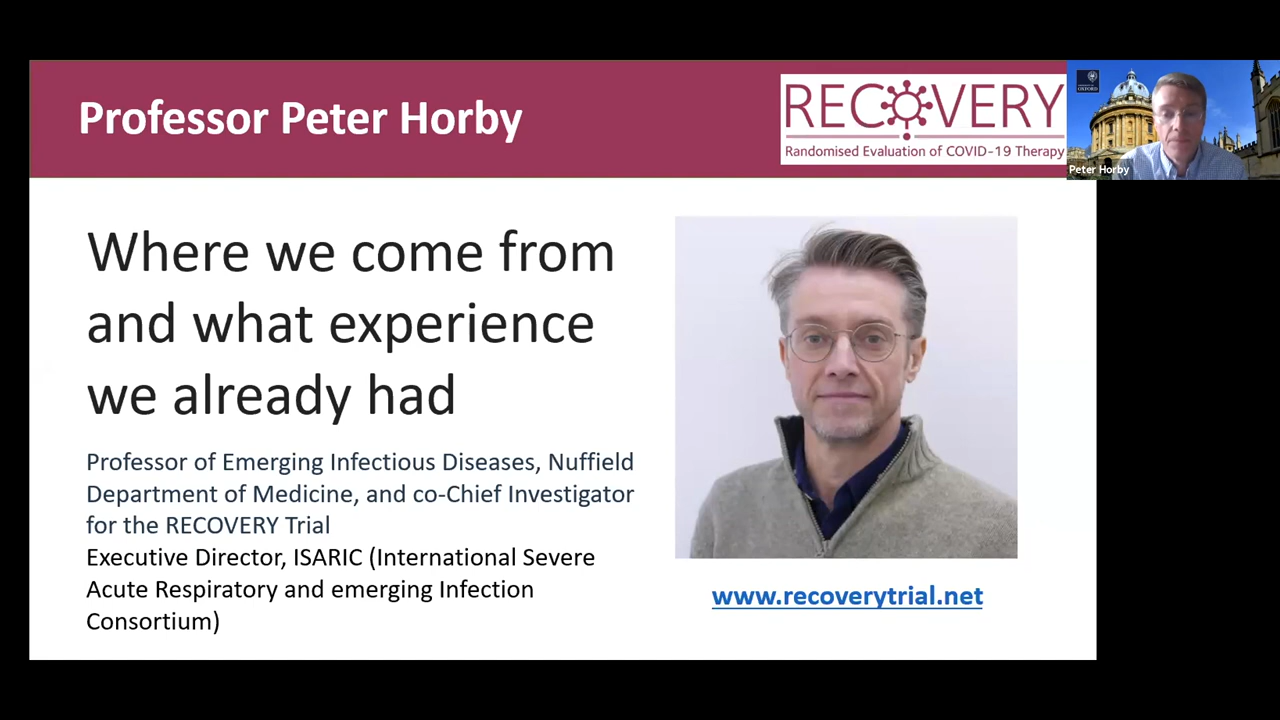 Professor Peter Horby
RECOVERY
Randomised Evaluation of COVID-19 Therapy
OXFORD
Peter Horby
Where we come from
and what experience
we already had
Professor of Emerging Infectious Diseases, Nuffield
Department of Medicine, and co-Chief Investigator
for the RECOVERY Trial
Executive Director, ISARIC (International Severe
Acute Respiratory and emerging Infection
Consortium)
www.recoverytrial.net